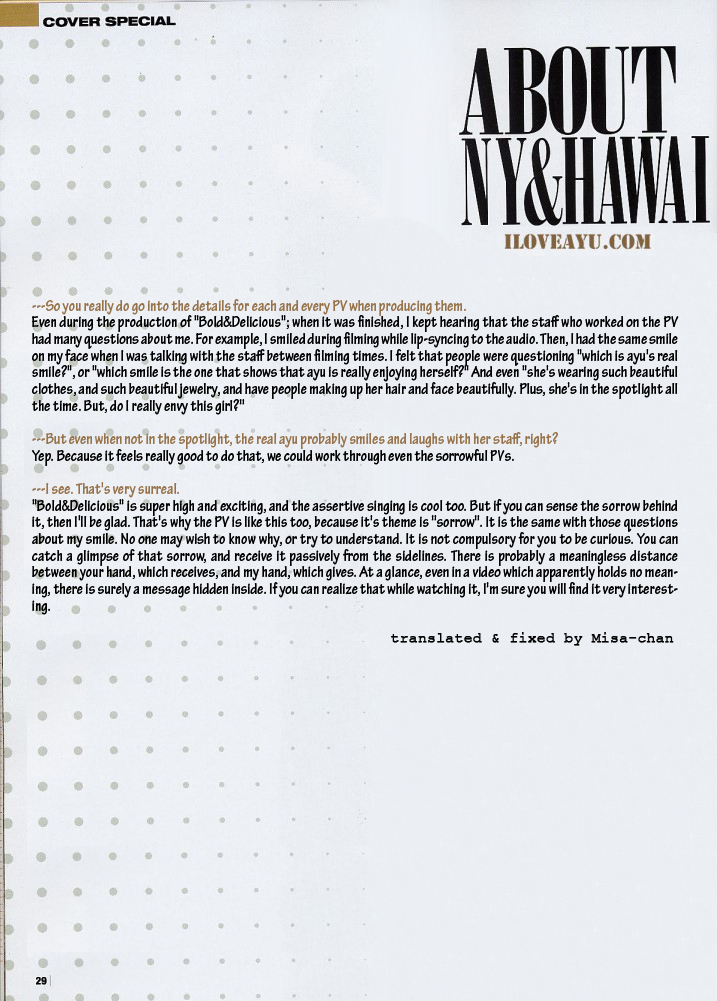 COVER SPECIAL
ABOUT
NY&HAWAI
ILOVEAYU.COM
---So you really do go into the details for each and every PV when producing them.
Even during the production of "Bold&Delicious"; when it was finished, I kept hearing that the staff who worked on the PV
had many questions about me. For example, I smiled during filming while lip-syncing to the audio. Then, I had the same smile
on my face when I was talking with the staff between filming times. I felt that people were questioning "which is ayu's real
smile?", or "which smile is the one that shows that ayu is really enjoying herself?" And even "she's wearing such beautiful
clothes, and such beautiful jewelry, and have people making up her hair and face beautifully. Plus, she's in the spotlight all
the time. But, do I really envy this girl?"
---But even when not in the spotlight, the real ayu probably smiles and laughs with her staff, right?
Yep. Because it feels really good to do that, we could work through even the sorrowful PVs.
---I see. That's very surreal.
"Bold&Delicious" is super high and exciting, and the assertive singing is cool too. But if you can sense the sorrow behind
it, then I'll be glad. That's why the PV is like this too, because it's theme is "sorrow". It is the same with those questions
about my smile. No one may wish to know why, or try to understand. It is not compulsory for you to be curious. You can
catch a glimpse of that sorrow, and receive it passively from the sidelines. There is probably a meaningless distance
between your hand, which receives, and my hand, which gives. At a glance, even in a video which apparently holds no mean-
ing, there is surely a message hidden inside. If you can realize that while watching it, I'm sure you will find it very interest-
ing.
translated & fixed by Misa-chan
29